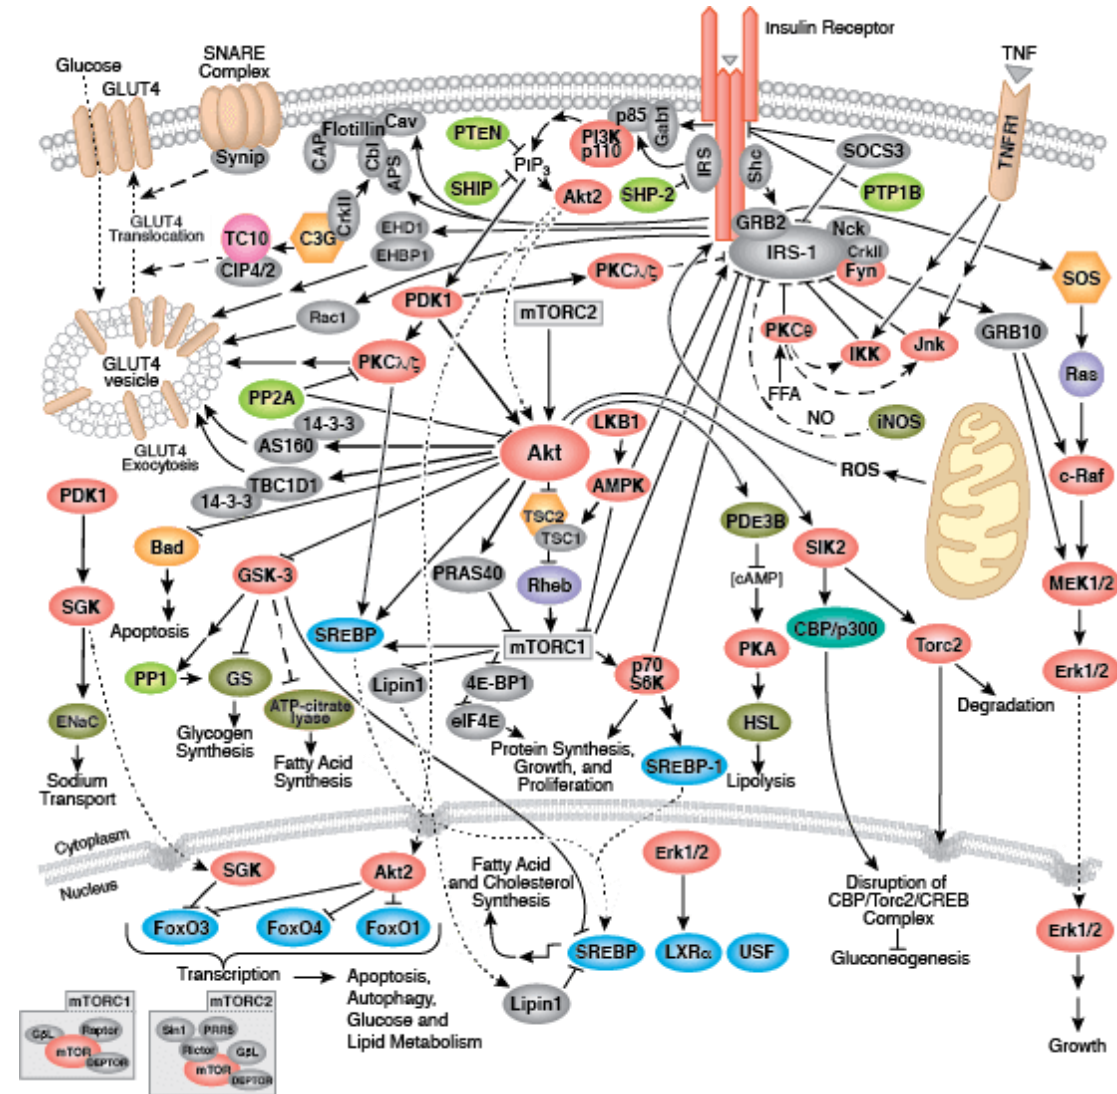 Insulin Receptor
TNF
Glucose
GLUT4
SNARE
Complex
TNFR1
Synip
CAP
Flotillin
Cav
Cbl
APS
CrkII
PTEN
SHIP
PIP3
PI3K
p110
p85
Gab1
IRS
SHP-2
Akt2
Shc
SOCS3
PTP1B
GRB2
Nck
IRS-1
CrkII
Fyn
GLUT4
Translocation
TC10
CIP4/2
C3G
EHD1
EHBP1
PKCλ/ζ
PDK1
mTORC2
SOS
Rac1
PKCλ/ζ
PKCθ
IKK
Jnk
GRB10
Ras
FFA
NO
iNOS
GLUT4
vesicle
PP2A
14-3-3
AS160
TBC1D1
14-3-3
GLUT4
Exocytosis
Akt
LKB1
AMPK
ROS
c-Raf
PDK1
TSC2
TSC1
PDE3B
SIK2
Bad
GSK-3
PRAS40
Rheb
[cAMP]
MEK1/2
SGK
Apoptosis
SREBP
mTORC1
CBP/p300
PKA
Torc2
p70
S6K
Erk1/2
PP1
GS
Lipin1
4E-BP1
eIF4E
ATP-citrate
lyase
ENaC
Glycogen
Synthesis
Fatty Acid
Synthesis
Protein Synthesis,
Growth, and
Proliferation
SREBP-1
HSL
Lipolysis
Degradation
Sodium
Transport
Cytoplasm
Nucleus
SGK
Akt2
Fatty Acid
and Cholesterol
Synthesis
Erk1/2
Disruption of
CBP/Torc2/CREB
Complex
FoxO3
FoxO4
FoxO1
SREBP
LXRα
USF
Gluconeogenesis
Erk1/2
Transcription
Apoptosis,
Autophagy,
Glucose and
Lipid Metabolism
Lipin1
Growth
mTORC1
GβL
Raptor
mTOR
DEPTOR
mTORC2
Sin1
PRR5
Rictor
GβL
mTOR
DEPTOR